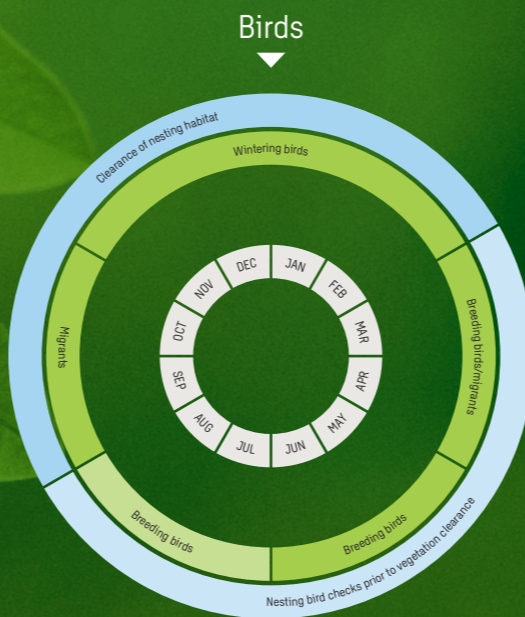 Birds
Clearance of nesting habitat
Wintering birds
Breeding birds/migrants
Breeding birds
Nesting bird checks prior to vegetation clearance
Breeding birds
Migrants
JAN
FEB
MAR
APR
MAY
JUN
JUL
AUG
SEP
OCT
NOV
DEC